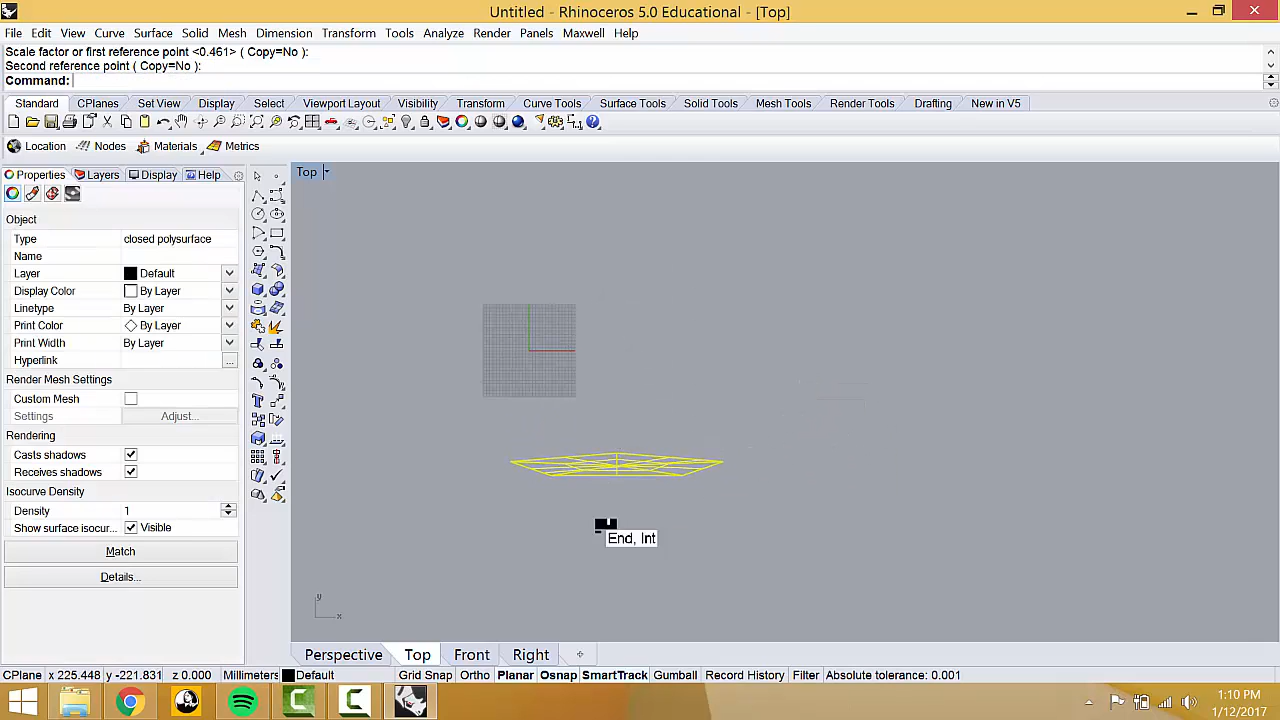 Untitled - Rhinoceros 5.0 Educational - [Top]
File Edit View Curve Surface Solid Mesh Dimension Transform Tools Analyze Render Panels Maxwell Help
Scale factor or first reference point <0.461> ( Copy=No ):
Second reference point ( Copy=No ):
Command:
Standard CPlanes Set View Display Select Viewport Layout Visibility Transform Curve Tools Surface Tools Solid Tools Mesh Tools Render Tools Drafting New in V5
Location Nodes Materials Metrics
Properties Layers Display Help
Top
Object
Type closed polysurface
Name
Layer Default
Display Color By Layer
Linetype By Layer
Print Color By Layer
Print Width By Layer
Hyperlink ...
Render Mesh Settings
Custom Mesh
Settings Adjust...
Rendering
Casts shadows
Receives shadows
Isocurve Density
Density 1
Show surface isocur... Visible
Match
Details...
End, Int
y
x
Perspective Top Front Right
CPlane x 225.448 y -221.831 z 0.000 Millimeters Default Grid Snap Ortho Planar Osnap SmartTrack Gumball Record History Filter Absolute tolerance: 0.001
1:10 PM
1/12/2017